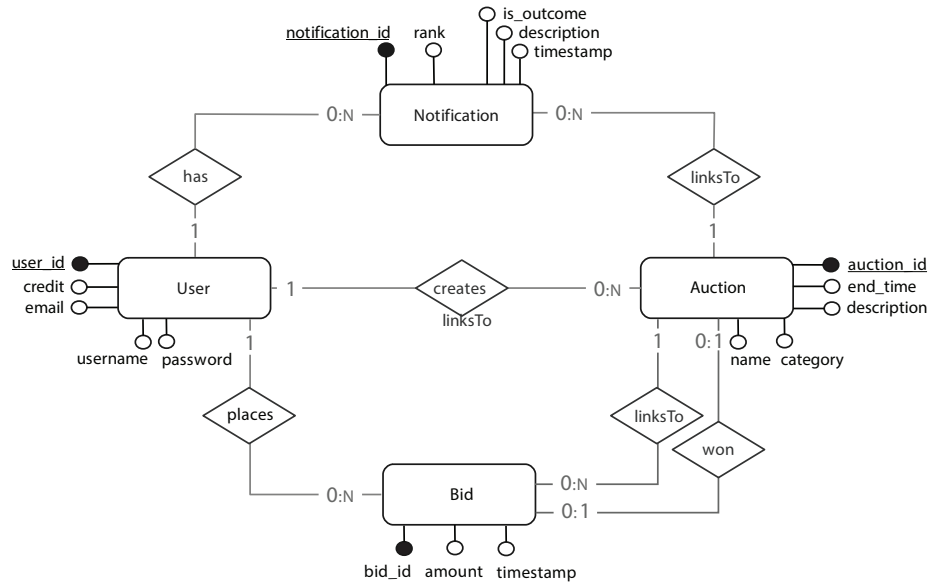 is_outcome
notification_id
rank
description
timestamp
0:N
Notification
0:N
has
linksTo
1
1
user_id
credit
email
User
1
creates
linksTo
0:N
Auction
auction_id
end_time
description
username
password
1
1
0:1
name
category
places
linksTo
won
0:N
Bid
0:N
0:1
bid_id
amount
timestamp